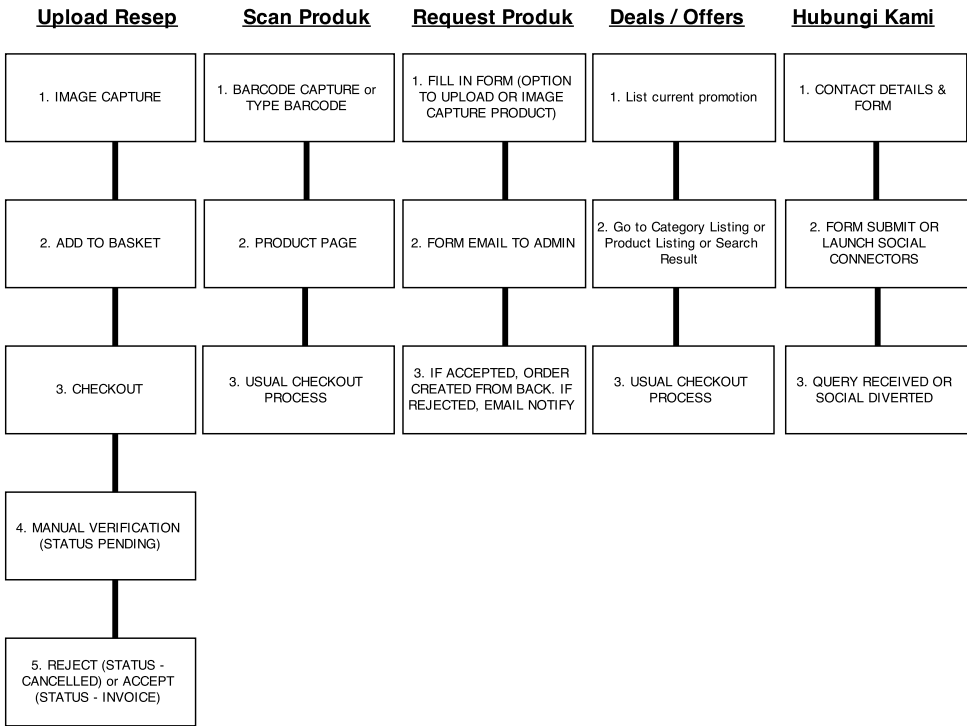 Upload Resep
Scan Produk
Request Produk
Deals / Offers
Hubungi Kami
1. IMAGE CAPTURE
2. ADD TO BASKET
3. CHECKOUT
4. MANUAL VERIFICATION
(STATUS PENDING)
5. REJECT (STATUS -
CANCELLED) or ACCEPT
(STATUS - INVOICE)
1. BARCODE CAPTURE or
TYPE BARCODE
2. PRODUCT PAGE
3. USUAL CHECKOUT
PROCESS
1. FILL IN FORM (OPTION
TO UPLOAD OR IMAGE
CAPTURE PRODUCT)
2. FORM EMAIL TO ADMIN
3. IF ACCEPTED, ORDER
CREATED FROM BACK. IF
REJECTED, EMAIL NOTIFY
1. List current promotion
2. Go to Category Listing or
Product Listing or Search
Result
3. USUAL CHECKOUT
PROCESS
1. CONTACT DETAILS &
FORM
2. FORM SUBMIT OR
LAUNCH SOCIAL
CONNECTORS
3. QUERY RECEIVED OR
SOCIAL DIVERTED